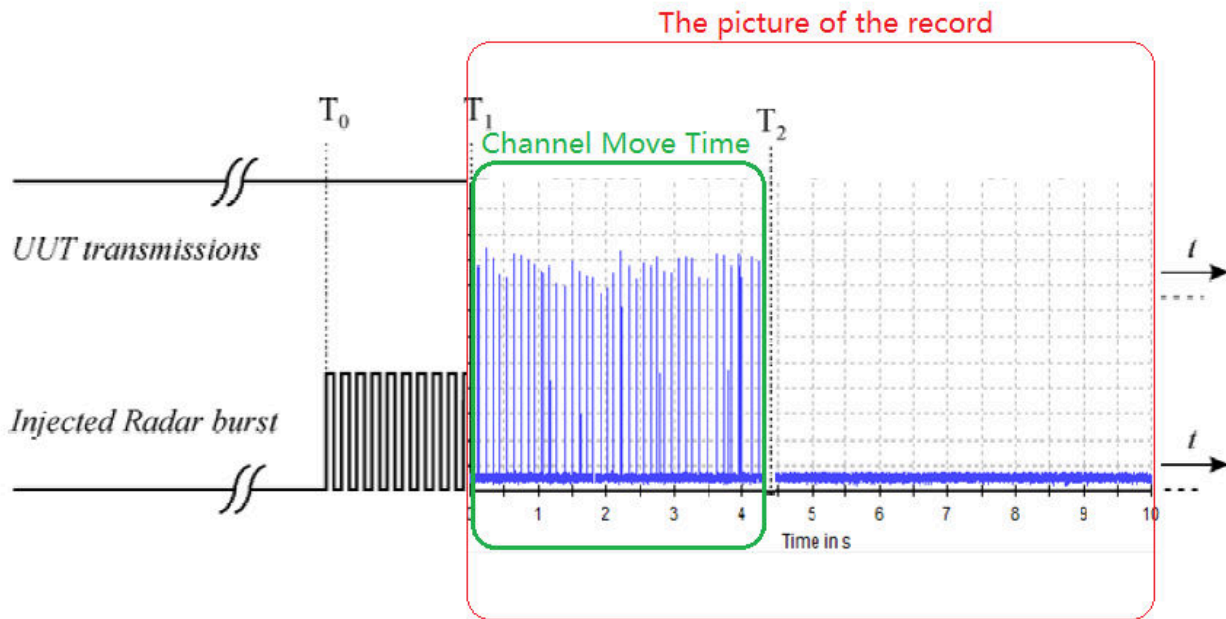 The picture of the record
T0
T1
T2
Channel Move Time
UUT transmissions
t
Injected Radar burst
t
1 2 3 4 5 6 7 8 9 10
Time in s